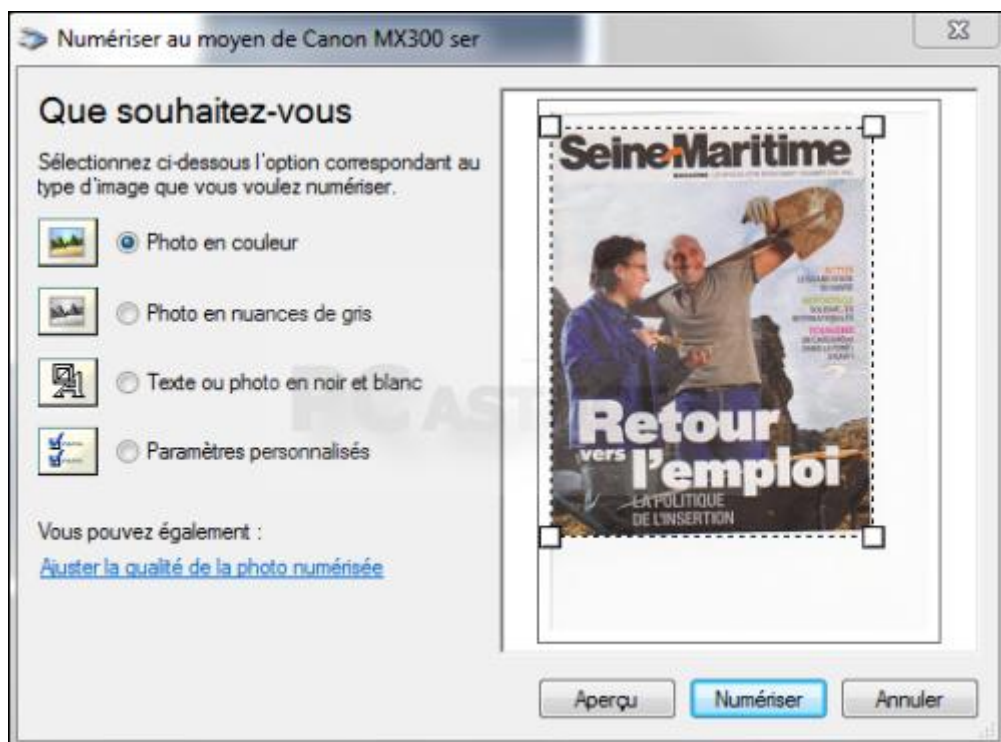 Numériser au moyen de Canon MX300 ser
Que souhaitez-vous
Sélectionnez ci-dessous l'option correspondant au
type d'image que vous voulez numériser.
Photo en couleur
Photo en nuances de gris
Texte ou photo en noir et blanc
Paramètres personnalisés
Vous pouvez également :
Ajuster la qualité de la photo numérisée
Seine-Maritime
MAGAZINE
Retour
vers l'emploi
LA POLITIQUE
DE L'INSERTION
Aperçu
Numériser
Annuler